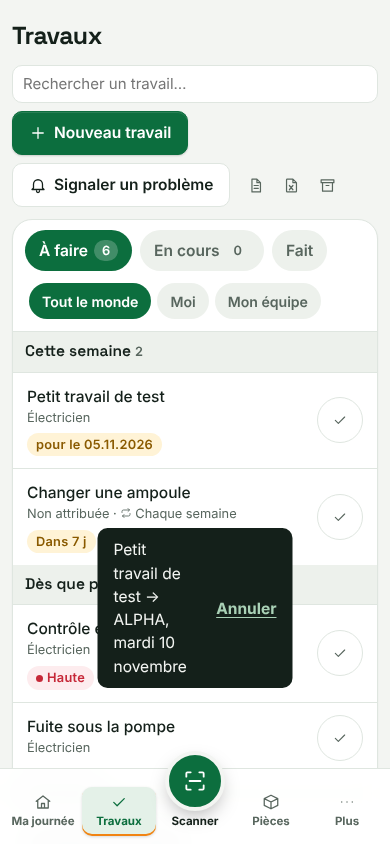 Travaux
Rechercher un travail...
Nouveau travail
Signaler un problème
À faire 6 En cours 0 Fait
Tout le monde Moi Mon équipe
Cette semaine 2
Petit travail de test
Électricien
pour le 05.11.2026
Changer une ampoule
Non attribuée · Chaque semaine
Dans 7 j
Petit
travail de
test →
ALPHA,
mardi 10
novembre
Annuler
Dès que p
Contrôle
Électricien
Haute
Fuite sous la pompe
Électricien
Ma journée Travaux Scanner Pièces Plus